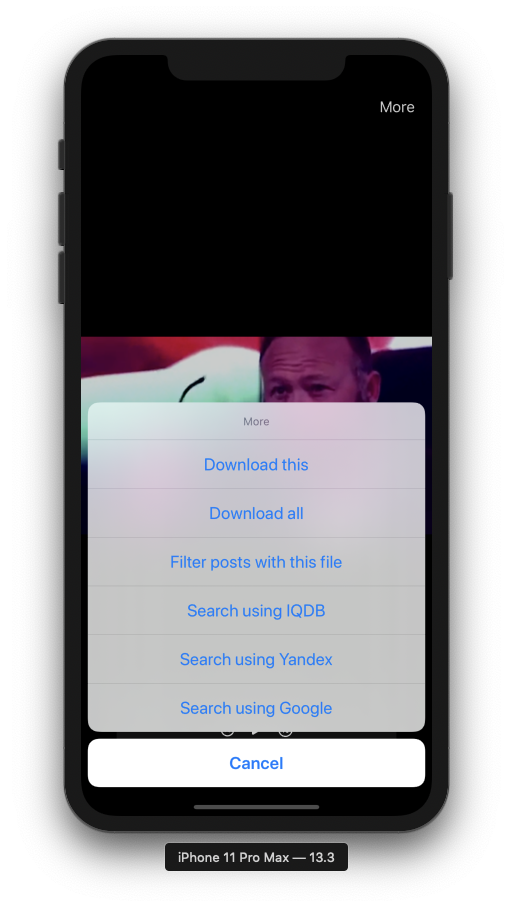 More
More
Download this
Download all
Filter posts with this file
Search using IQDB
Search using Yandex
Search using Google
Cancel
iPhone 11 Pro Max — 13.3